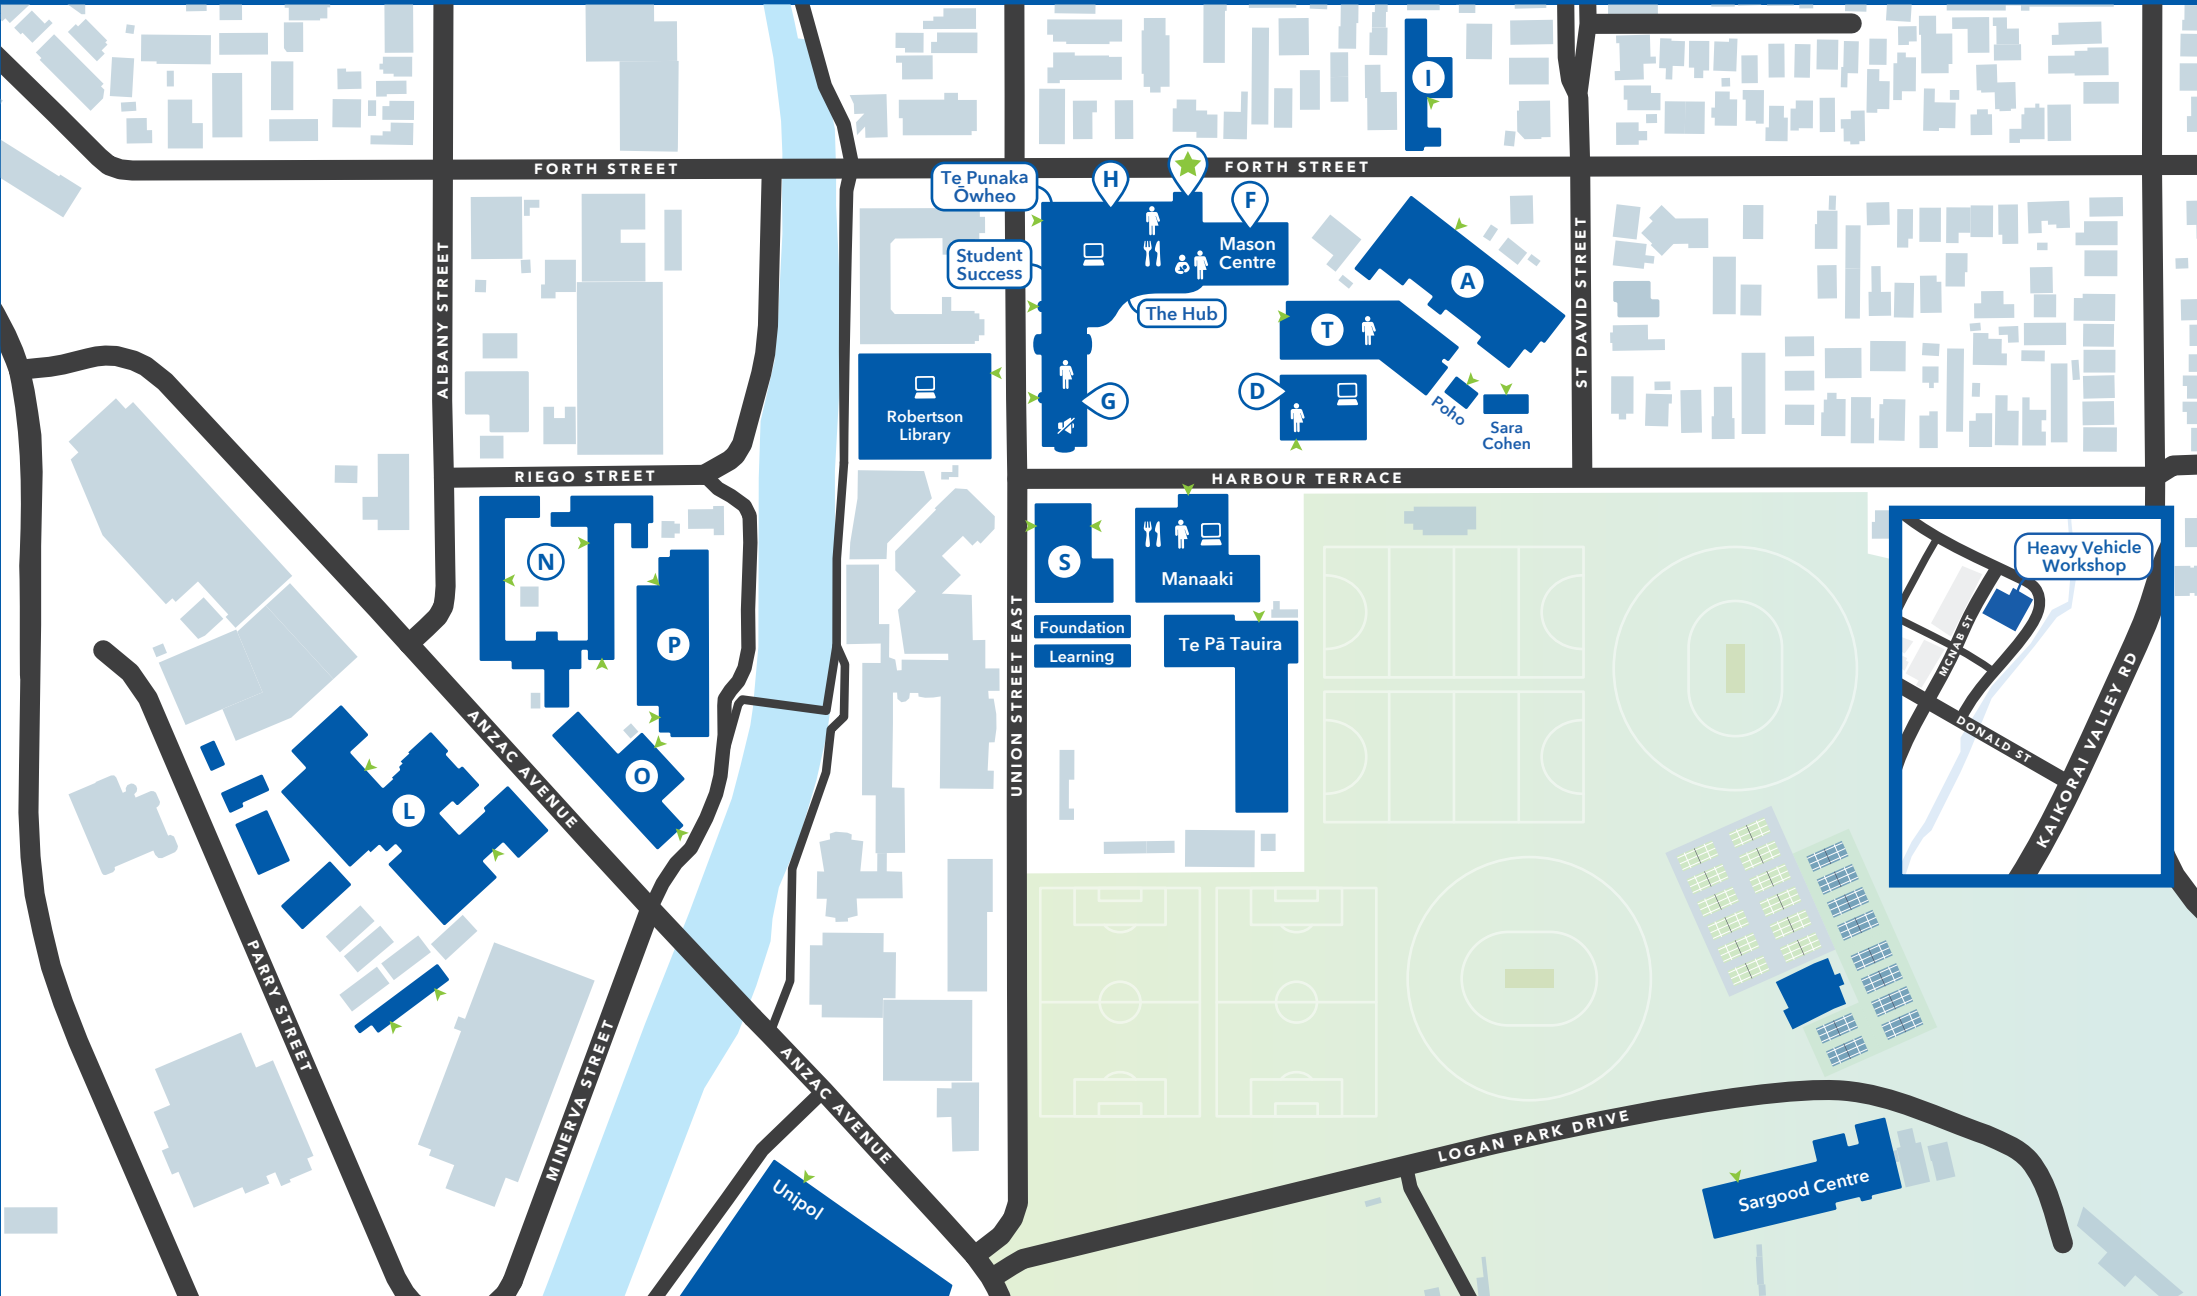 I
FORTH STREET
FORTH STREET
Te Punaka
Ōwheo
H
F
Student
Success
Mason
Centre
The Hub
A
T
ALBANY STREET
ST DAVID STREET
Robertson
Library
G
D
Poho
Sara
Cohen
RIEGO STREET
HARBOUR TERRACE
N
S
Manaaki
P
Foundation
Learning
Te Pā Tauira
UNION STREET EAST
Heavy Vehicle
Workshop
MCNAB ST
DONALD ST
KAIKORAI VALLEY RD
ANZAC AVENUE
O
L
PARRY STREET
MINERVA STREET
ANZAC AVENUE
LOGAN PARK DRIVE
Unipol
Sargood Centre